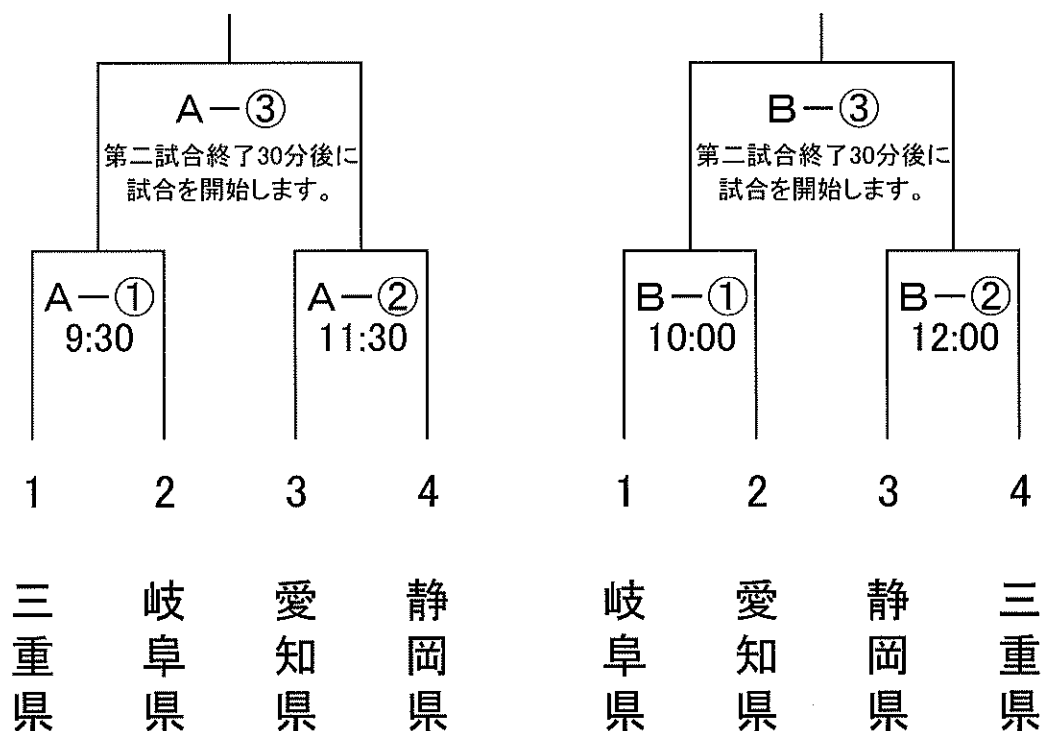 A－③
第二試合終了30分後に
試合を開始します。
A－①
9:30
A－②
11:30
1
2
3
4
三重県
岐阜県
愛知県
静岡県
B－③
第二試合終了30分後に
試合を開始します。
B－①
10:00
B－②
12:00
1
2
3
4
岐阜県
愛知県
静岡県
三重県